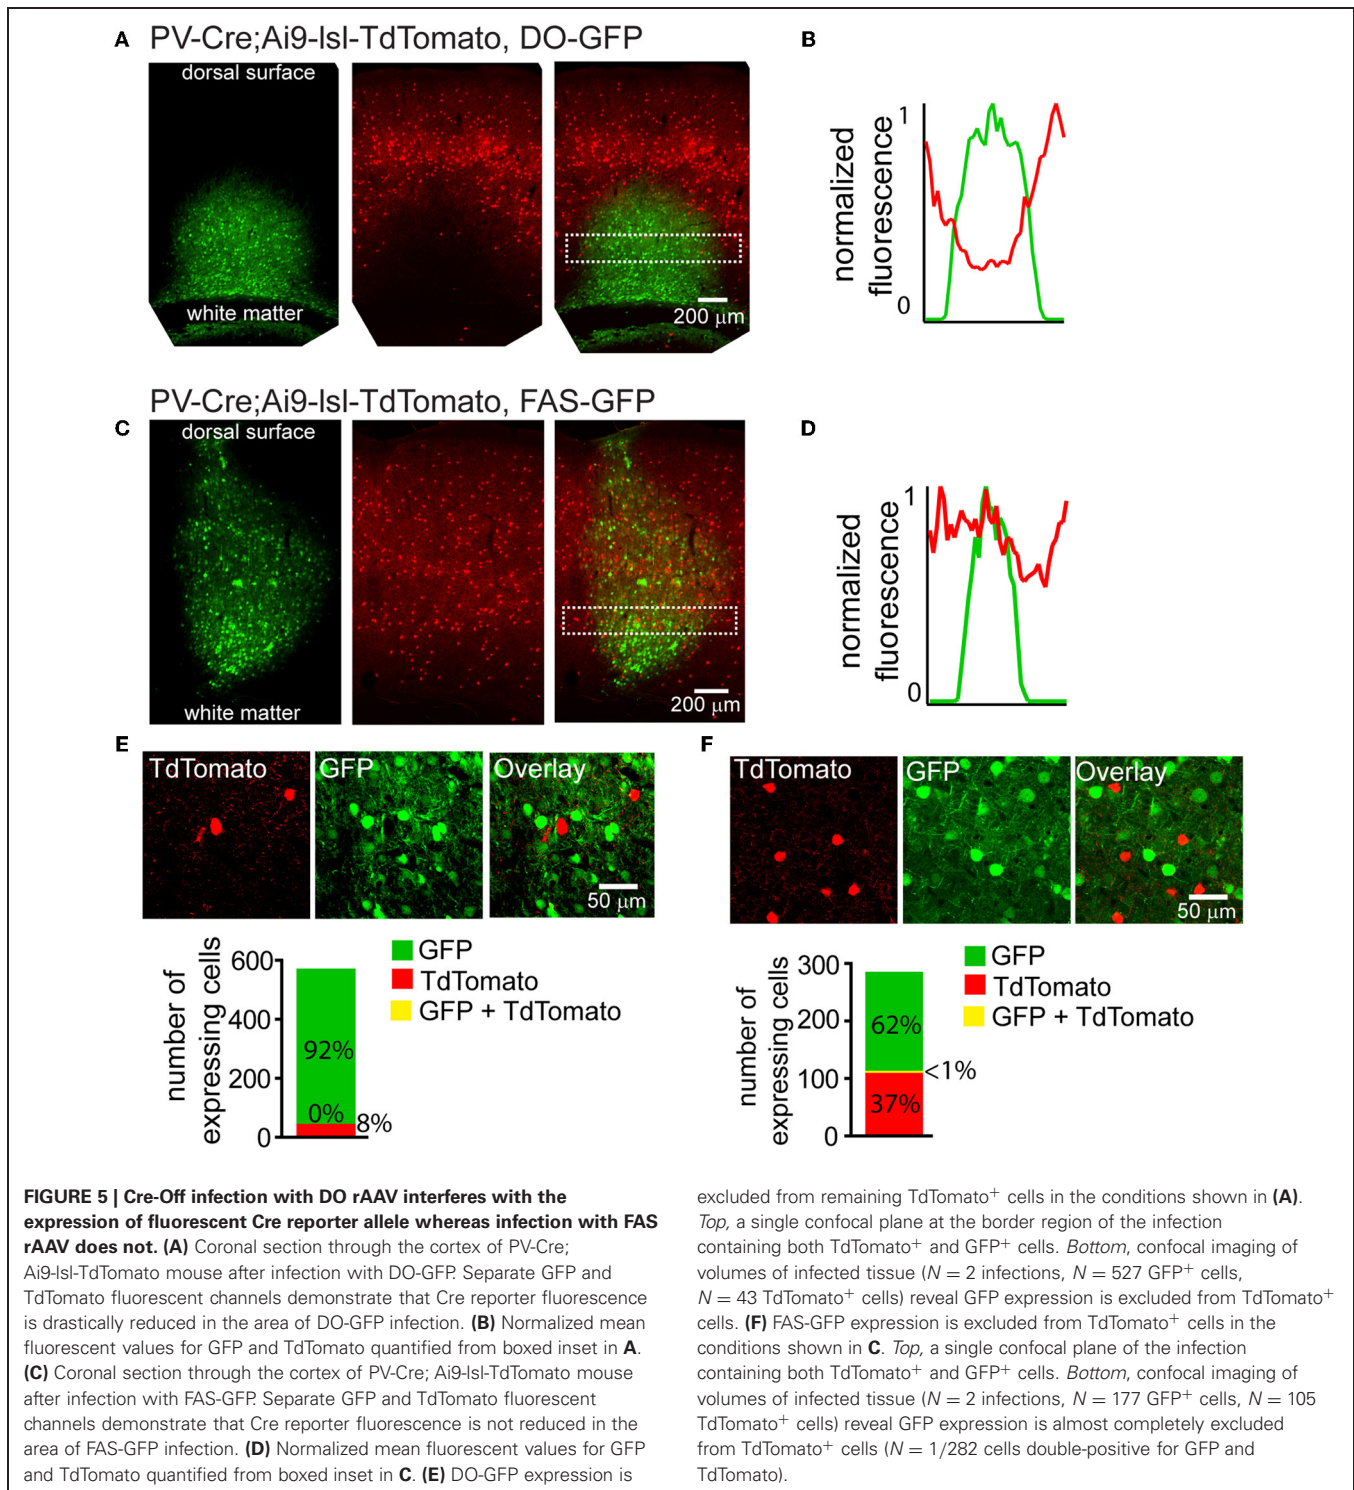 A PV-Cre;Ai9-lsl-TdTomato, DO-GFP
dorsal surface
white matter
200 μm
B
normalized
fluorescence
1
0
PV-Cre;Ai9-lsl-TdTomato, FAS-GFP
C
dorsal surface
white matter
200 μm
D
normalized
fluorescence
1
0
E
TdTomato GFP Overlay
50 μm
number of
expressing cells
600
400
200
0
92%
0%
8%
GFP
TdTomato
GFP + TdTomato
F
TdTomato GFP Overlay
50 μm
number of
expressing cells
300
200
100
0
62%
<1%
37%
GFP
TdTomato
GFP + TdTomato
FIGURE 5 | Cre-Off infection with DO rAAV interferes with the
expression of fluorescent Cre reporter allele whereas infection with FAS
rAAV does not. (A) Coronal section through the cortex of PV-Cre;
Ai9-lsl-TdTomato mouse after infection with DO-GFP. Separate GFP and
TdTomato fluorescent channels demonstrate that Cre reporter fluorescence
is drastically reduced in the area of DO-GFP infection. (B) Normalized mean
fluorescent values for GFP and TdTomato quantified from boxed inset in A.
(C) Coronal section through the cortex of PV-Cre; Ai9-lsl-TdTomato mouse
after infection with FAS-GFP. Separate GFP and TdTomato fluorescent
channels demonstrate that Cre reporter fluorescence is not reduced in the
area of FAS-GFP infection. (D) Normalized mean fluorescent values for GFP
and TdTomato quantified from boxed inset in C. (E) DO-GFP expression is
excluded from remaining TdTomato⁺ cells in the conditions shown in (A).
Top, a single confocal plane at the border region of the infection
containing both TdTomato⁺ and GFP⁺ cells. Bottom, confocal imaging of
volumes of infected tissue (N = 2 infections, N = 527 GFP⁺ cells,
N = 43 TdTomato⁺ cells) reveal GFP expression is excluded from TdTomato⁺
cells. (F) FAS-GFP expression is excluded from TdTomato⁺ cells in the
conditions shown in C. Top, a single confocal plane of the infection
containing both TdTomato⁺ and GFP⁺ cells. Bottom, confocal imaging of
volumes of infected tissue (N = 2 infections, N = 177 GFP⁺ cells, N = 105
TdTomato⁺ cells) reveal GFP expression is almost completely excluded
from TdTomato⁺ cells (N = 1/282 cells double-positive for GFP and
TdTomato).